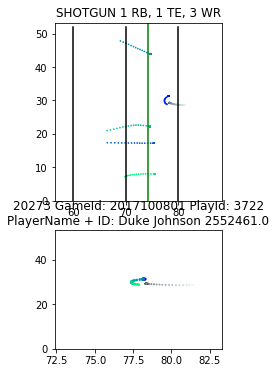 SHOTGUN 1 RB, 1 TE, 3 WR
50
40
30
20
10
0
60 70 80
20273 GameId: 2017100801 PlayId: 3722
PlayerName + ID: Duke Johnson 2552461.0
40
20
0
72.5 75.0 77.5 80.0 82.5